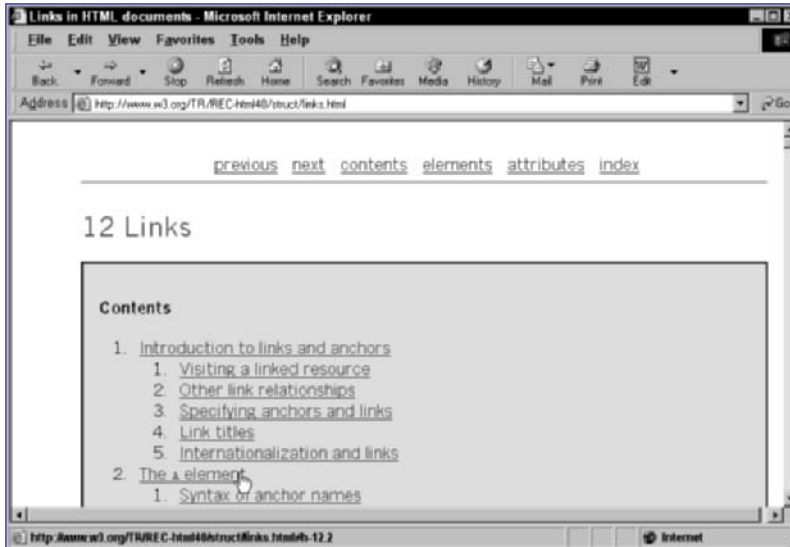 Links in HTML documents - Microsoft Internet Explorer
File Edit View Favorites Tools Help
Back Forward Stop Refresh Home Search Favorites Media History Mail Print Edit
Address http://www.w3.org/TR/REC-html40/struct/links.html Go
previous next contents elements attributes index
12 Links
Contents
1. Introduction to links and anchors
1. Visiting a linked resource
2. Other link relationships
3. Specifying anchors and links
4. Link titles
5. Internationalization and links
2. The A element
1. Syntax of anchor names
http://www.w3.org/TR/REC-html40/struct/links.html#h-12.2 Internet